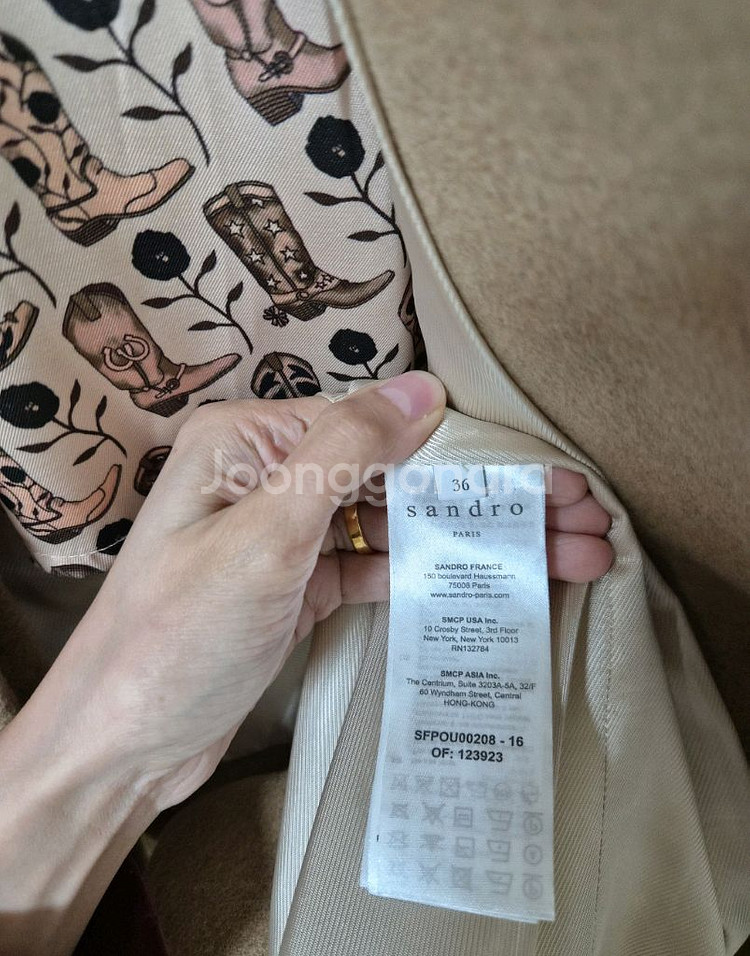 36
Joonggonara
sandro
PARIS
SANDRO FRANCE
150 boulevard Haussmann
75008 Paris
www.sandro-paris.com
SMCP USA Inc.
10 Crosby Street, 3rd Floor
New York, New York 10013
RN132784
SMCP ASIA Inc.
The Centrium, Suite 3203A-5A, 32/F
60 Wyndham Street, Central
HONG-KONG
SFPOU00208 - 16
OF: 123923